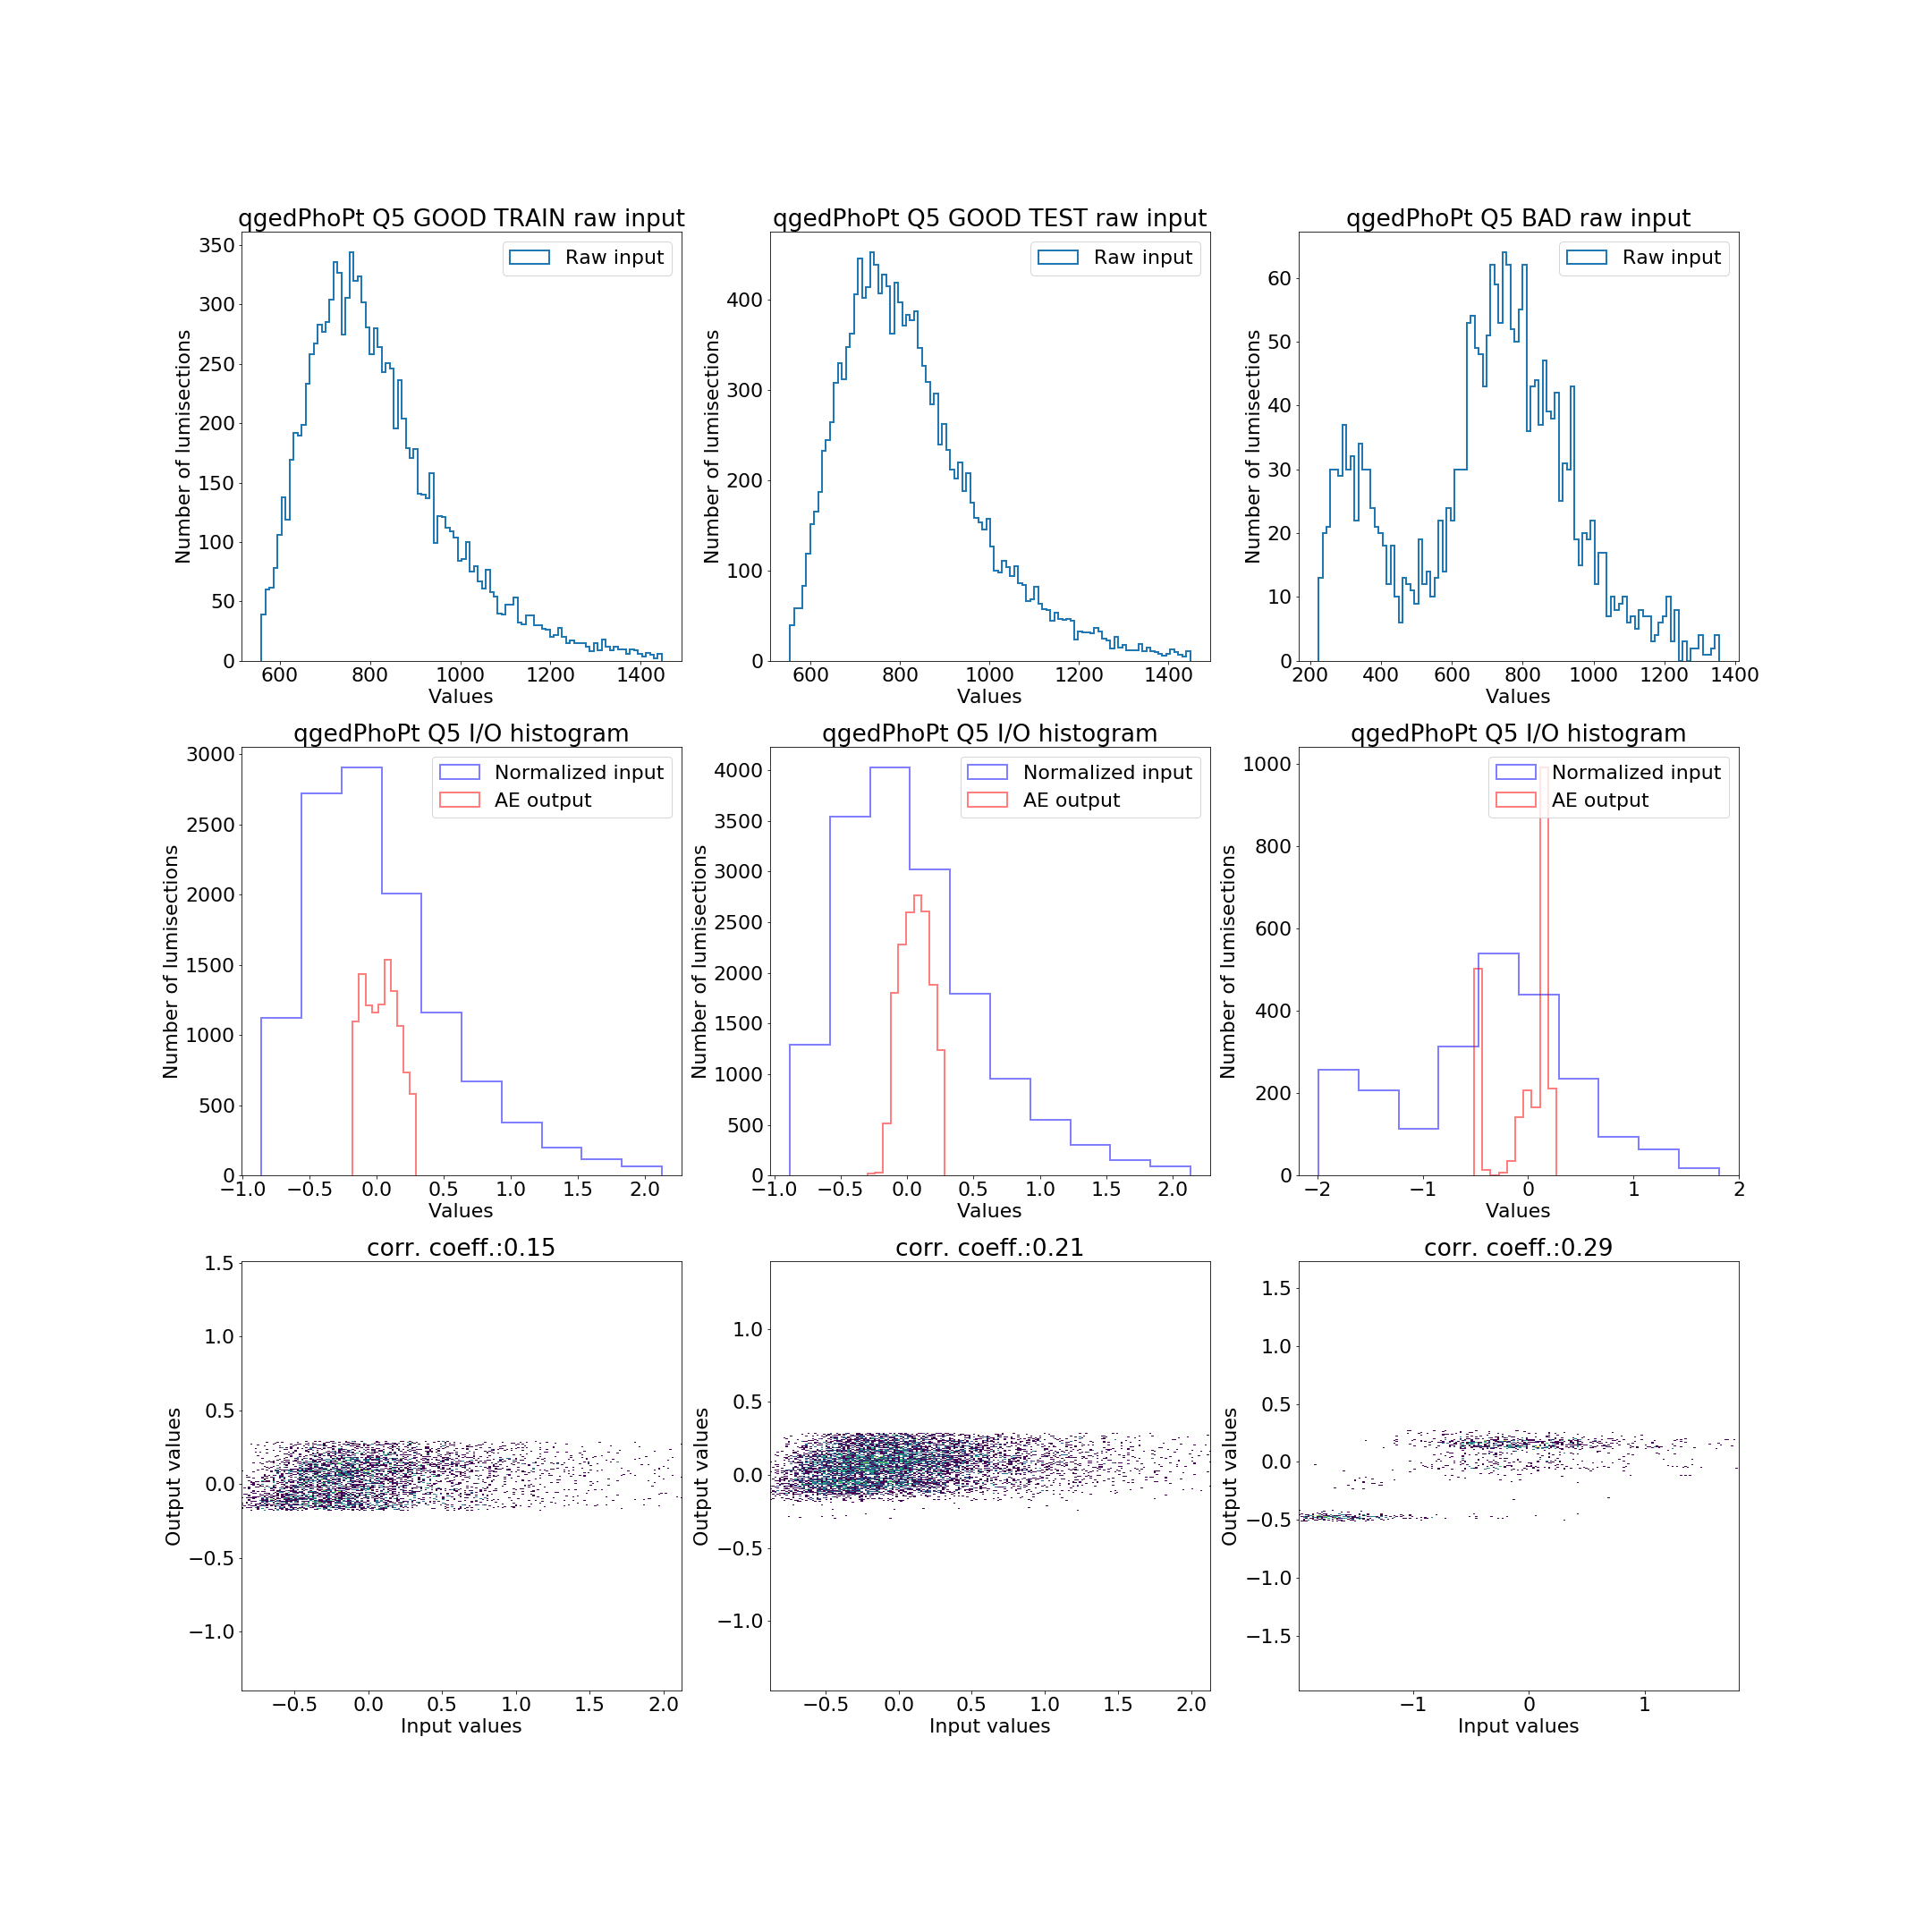 qgedPhoPt Q5 GOOD TRAIN raw input
Number of lumisections
350
300
250
200
150
100
50
0
Raw input
600 800 1000 1200 1400
Values
qgedPhoPt Q5 GOOD TEST raw input
Number of lumisections
400
300
200
100
0
Raw input
600 800 1000 1200 1400
Values
qgedPhoPt Q5 BAD raw input
Number of lumisections
60
50
40
30
20
10
0
Raw input
200 400 600 800 1000 1200 1400
Values
qgedPhoPt Q5 I/O histogram
Number of lumisections
3000
2500
2000
1500
1000
500
0
Normalized input
AE output
−1.0 −0.5 0.0 0.5 1.0 1.5 2.0
Values
qgedPhoPt Q5 I/O histogram
Number of lumisections
4000
3500
3000
2500
2000
1500
1000
500
0
Normalized input
AE output
−1.0 −0.5 0.0 0.5 1.0 1.5 2.0
Values
qgedPhoPt Q5 I/O histogram
Number of lumisections
1000
800
600
400
200
0
Normalized input
AE output
−2 −1 0 1 2
Values
corr. coeff.:0.15
Output values
1.5
1.0
0.5
0.0
−0.5
−1.0
−0.5 0.0 0.5 1.0 1.5 2.0
Input values
corr. coeff.:0.21
Output values
1.0
0.5
0.0
−0.5
−1.0
−0.5 0.0 0.5 1.0 1.5 2.0
Input values
corr. coeff.:0.29
Output values
1.5
1.0
0.5
0.0
−0.5
−1.0
−1.5
−1 0 1
Input values